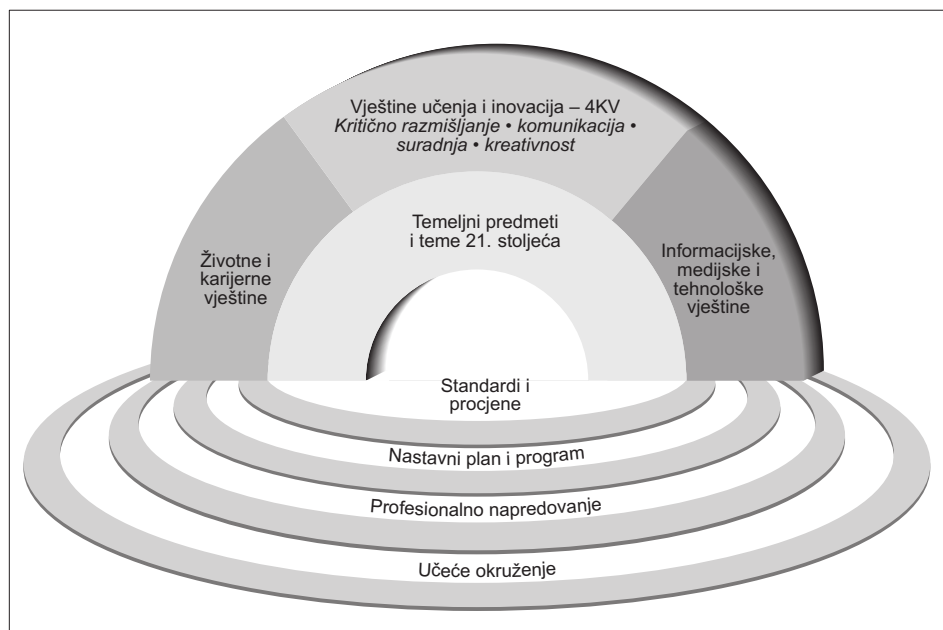 Vještine učenja i inovacija – 4KV
Kritično razmišljanje • komunikacija •
suradnja • kreativnost
Temeljni predmeti
i teme 21. stoljeća
Životne i
karijerne
vještine
Informacijske,
medijske i
tehnološke
vještine
Standardi i
procjene
Nastavni plan i program
Profesionalno napredovanje
Učeće okruženje